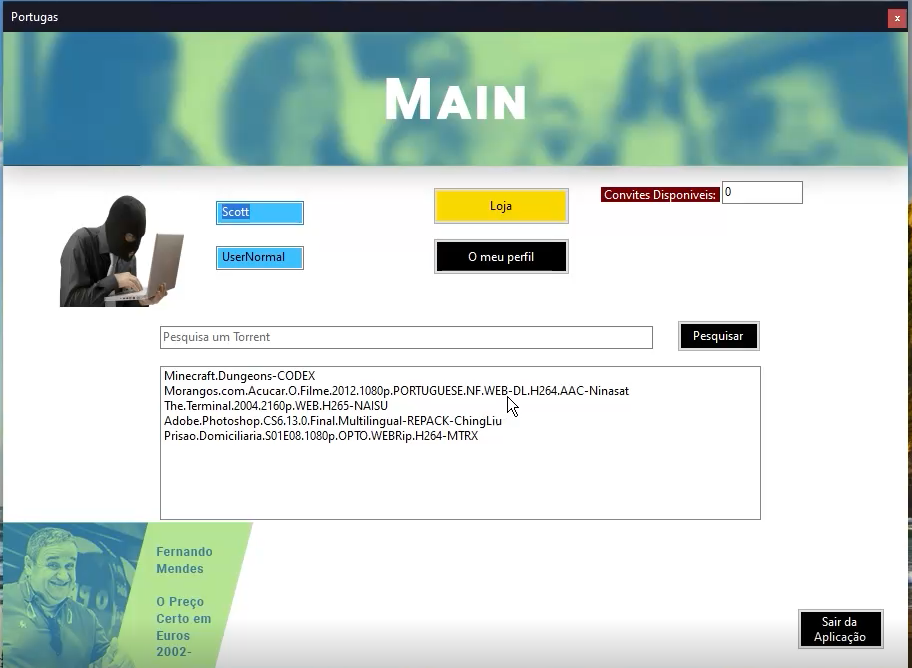 Portugas
x
MAIN
Scott
Loja
Convites Disponiveis:
0
UserNormal
O meu perfil
Pesquisa um Torrent
Pesquisar
Minecraft.Dungeons-CODEX
Morangos.com.Acucar.O.Filme.2012.1080p.PORTUGUESE.NF.WEB-DL.H264.AAC-Ninasat
The.Terminal.2004.2160p.WEB.H265-NAISU
Adobe.Photoshop.CS6.13.0.Final.Multilingual-REPACK-ChingLiu
Prisao.Domiciliaria.S01E08.1080p.OPTO.WEBRip.H264-MTRX
Fernando
Mendes
O Preço
Certo em
Euros
2002-
Sair da
Aplicação